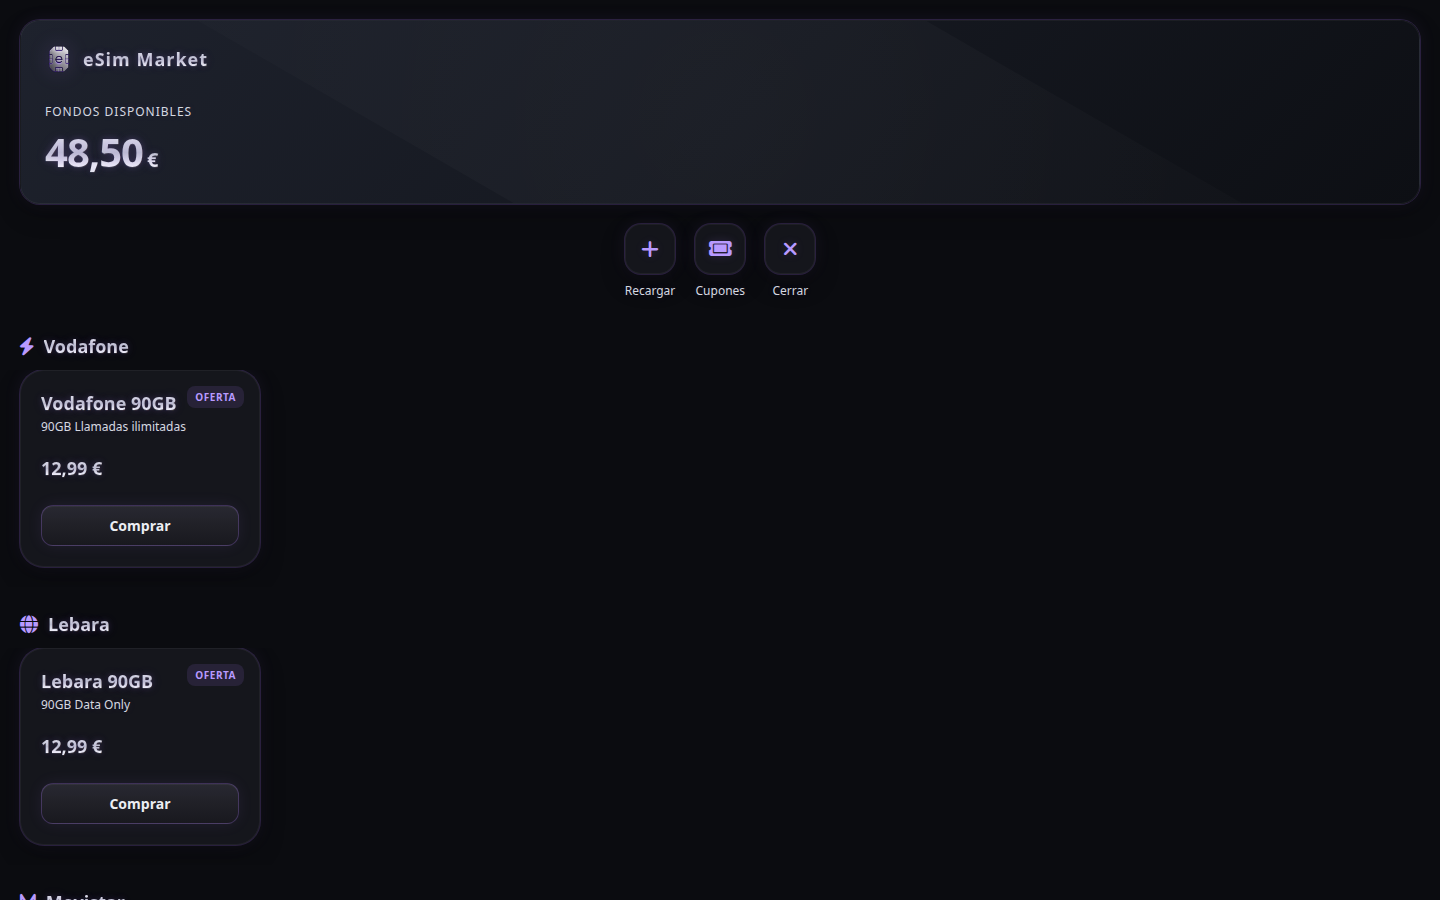 eSim Market
FONDOS DISPONIBLES
48,50 €
Recargar
Cupones
Cerrar
Vodafone
Vodafone 90GB
OFERTA
90GB Llamadas ilimitadas
12,99 €
Comprar
Lebara
Lebara 90GB
OFERTA
90GB Data Only
12,99 €
Comprar
Movistar